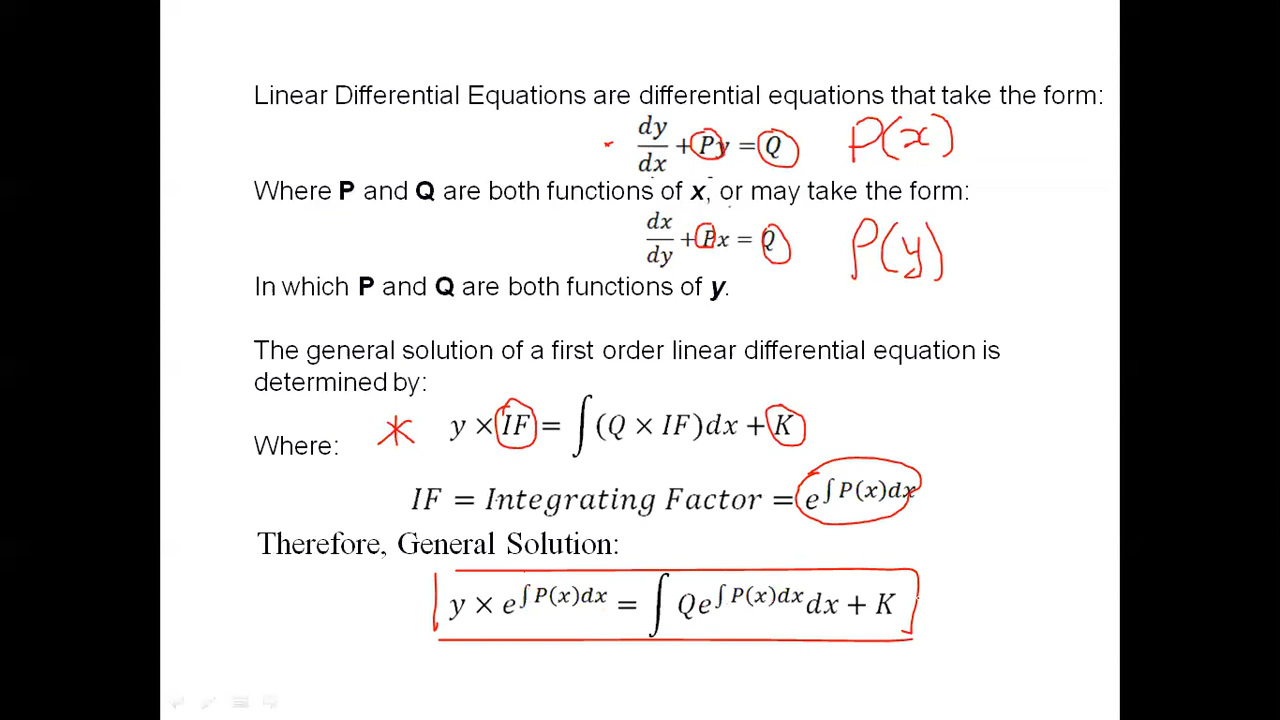 Linear Differential Equations are differential equations that take the form:
dy/dx + Py = Q P(x)
Where P and Q are both functions of x, or may take the form:
dx/dy + Px = Q P(y)
In which P and Q are both functions of y.
The general solution of a first order linear differential equation is
determined by:
* y × IF = ∫(Q × IF)dx + K
Where:
IF = Integrating Factor = e^∫P(x)dx
Therefore, General Solution:
y × e^∫P(x)dx = ∫Qe^∫P(x)dx dx + K